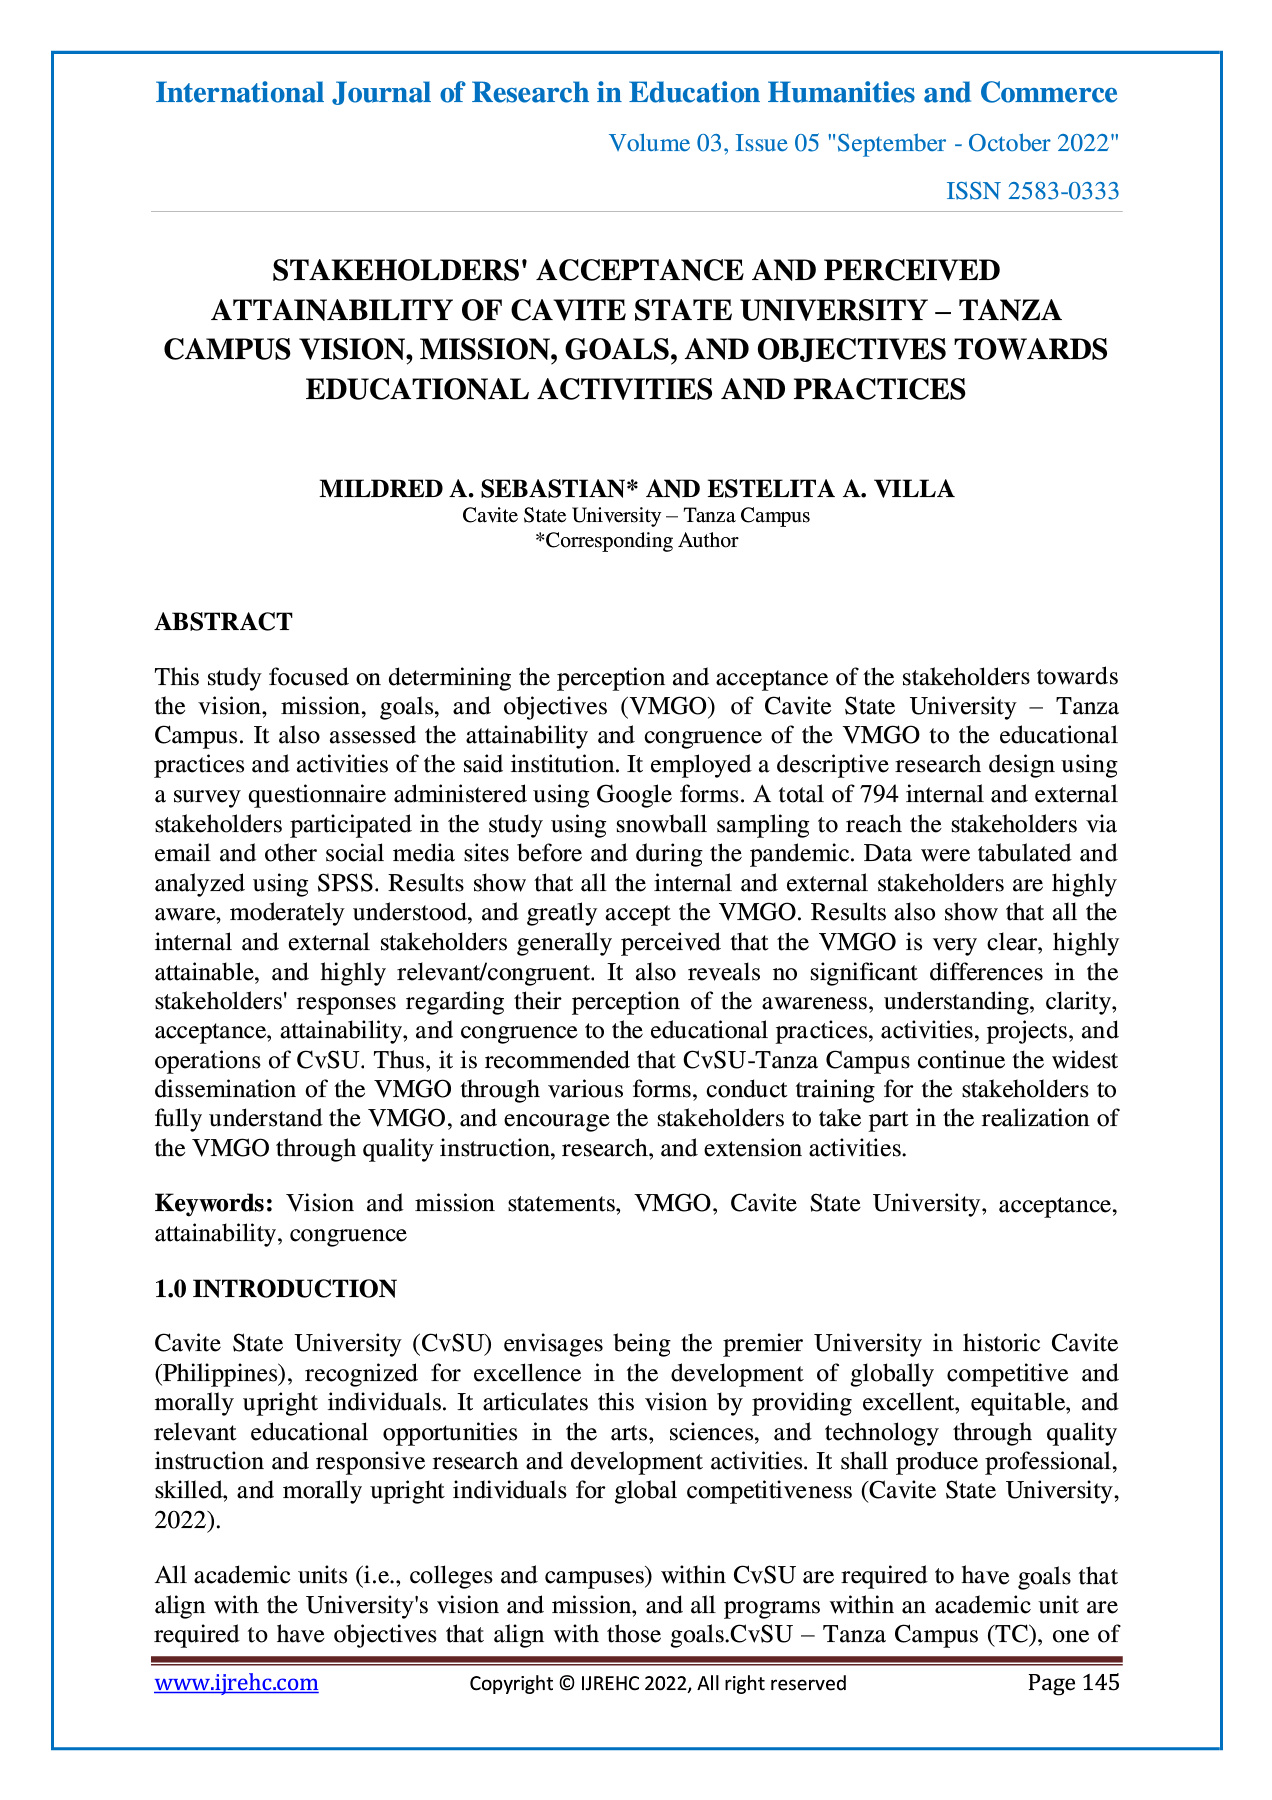 International Journal of Research in Education Humanities and Commerce
Volume 03, Issue 05 "September - October 2022"
ISSN 2583-0333
STAKEHOLDERS' ACCEPTANCE AND PERCEIVED
ATTAINABILITY OF CAVITE STATE UNIVERSITY – TANZA
CAMPUS VISION, MISSION, GOALS, AND OBJECTIVES TOWARDS
EDUCATIONAL ACTIVITIES AND PRACTICES
MILDRED A. SEBASTIAN* AND ESTELITA A. VILLA
Cavite State University – Tanza Campus
*Corresponding Author
ABSTRACT
This study focused on determining the perception and acceptance of the stakeholders towards
the vision, mission, goals, and objectives (VMGO) of Cavite State University – Tanza
Campus. It also assessed the attainability and congruence of the VMGO to the educational
practices and activities of the said institution. It employed a descriptive research design using
a survey questionnaire administered using Google forms. A total of 794 internal and external
stakeholders participated in the study using snowball sampling to reach the stakeholders via
email and other social media sites before and during the pandemic. Data were tabulated and
analyzed using SPSS. Results show that all the internal and external stakeholders are highly
aware, moderately understood, and greatly accept the VMGO. Results also show that all the
internal and external stakeholders generally perceived that the VMGO is very clear, highly
attainable, and highly relevant/congruent. It also reveals no significant differences in the
stakeholders' responses regarding their perception of the awareness, understanding, clarity,
acceptance, attainability, and congruence to the educational practices, activities, projects, and
operations of CvSU. Thus, it is recommended that CvSU-Tanza Campus continue the widest
dissemination of the VMGO through various forms, conduct training for the stakeholders to
fully understand the VMGO, and encourage the stakeholders to take part in the realization of
the VMGO through quality instruction, research, and extension activities.
Keywords: Vision and mission statements, VMGO, Cavite State University, acceptance,
attainability, congruence
1.0 INTRODUCTION
Cavite State University (CvSU) envisages being the premier University in historic Cavite
(Philippines), recognized for excellence in the development of globally competitive and
morally upright individuals. It articulates this vision by providing excellent, equitable, and
relevant educational opportunities in the arts, sciences, and technology through quality
instruction and responsive research and development activities. It shall produce professional,
skilled, and morally upright individuals for global competitiveness (Cavite State University,
2022).
All academic units (i.e., colleges and campuses) within CvSU are required to have goals that
align with the University's vision and mission, and all programs within an academic unit are
required to have objectives that align with those goals.CvSU – Tanza Campus (TC), one of
www.ijrehc.com Copyright © IJREHC 2022, All right reserved Page 145